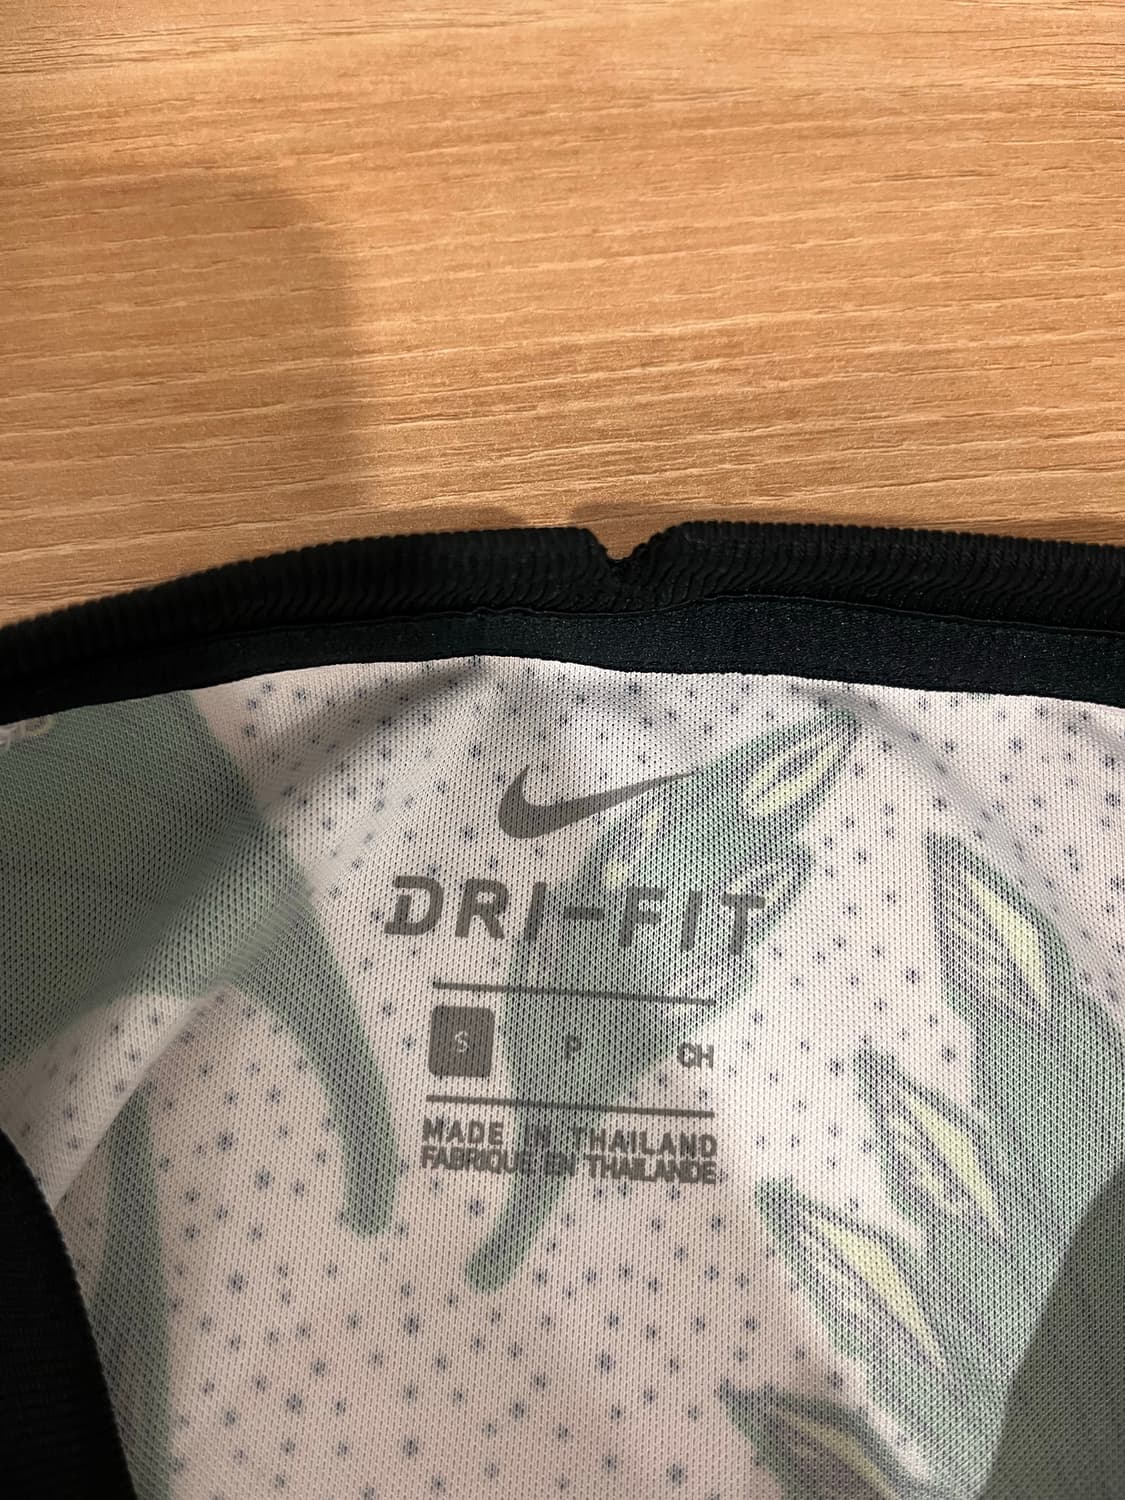 DRI-FIT
S P CH
MADE IN THAILAND
FABRIQUE EN THAILANDE